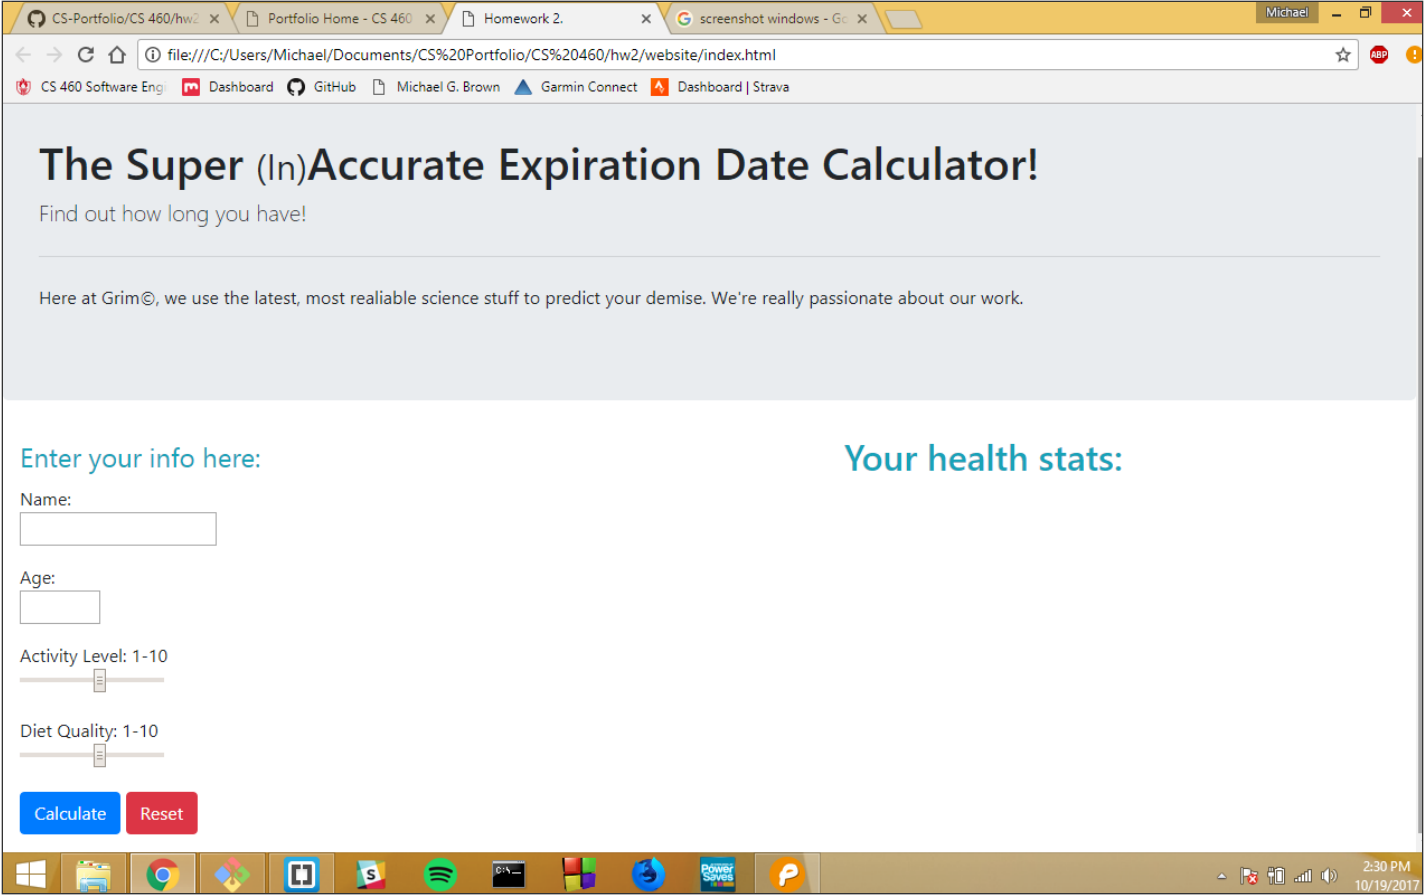 CS-Portfolio/CS 460/hw2
Portfolio Home - CS 460
Homework 2.
screenshot windows - Go
Michael
file:///C:/Users/Michael/Documents/CS%20Portfolio/CS%20460/hw2/website/index.html
ABP
CS 460 Software Engi
Dashboard
GitHub
Michael G. Brown
Garmin Connect
Dashboard | Strava
The Super (In)Accurate Expiration Date Calculator!
Find out how long you have!
Here at Grim©, we use the latest, most realiable science stuff to predict your demise. We're really passionate about our work.
Enter your info here:
Name:
Age:
Activity Level: 1-10
Diet Quality: 1-10
Calculate Reset
Your health stats:
Power
Saves
2:30 PM
10/19/2017